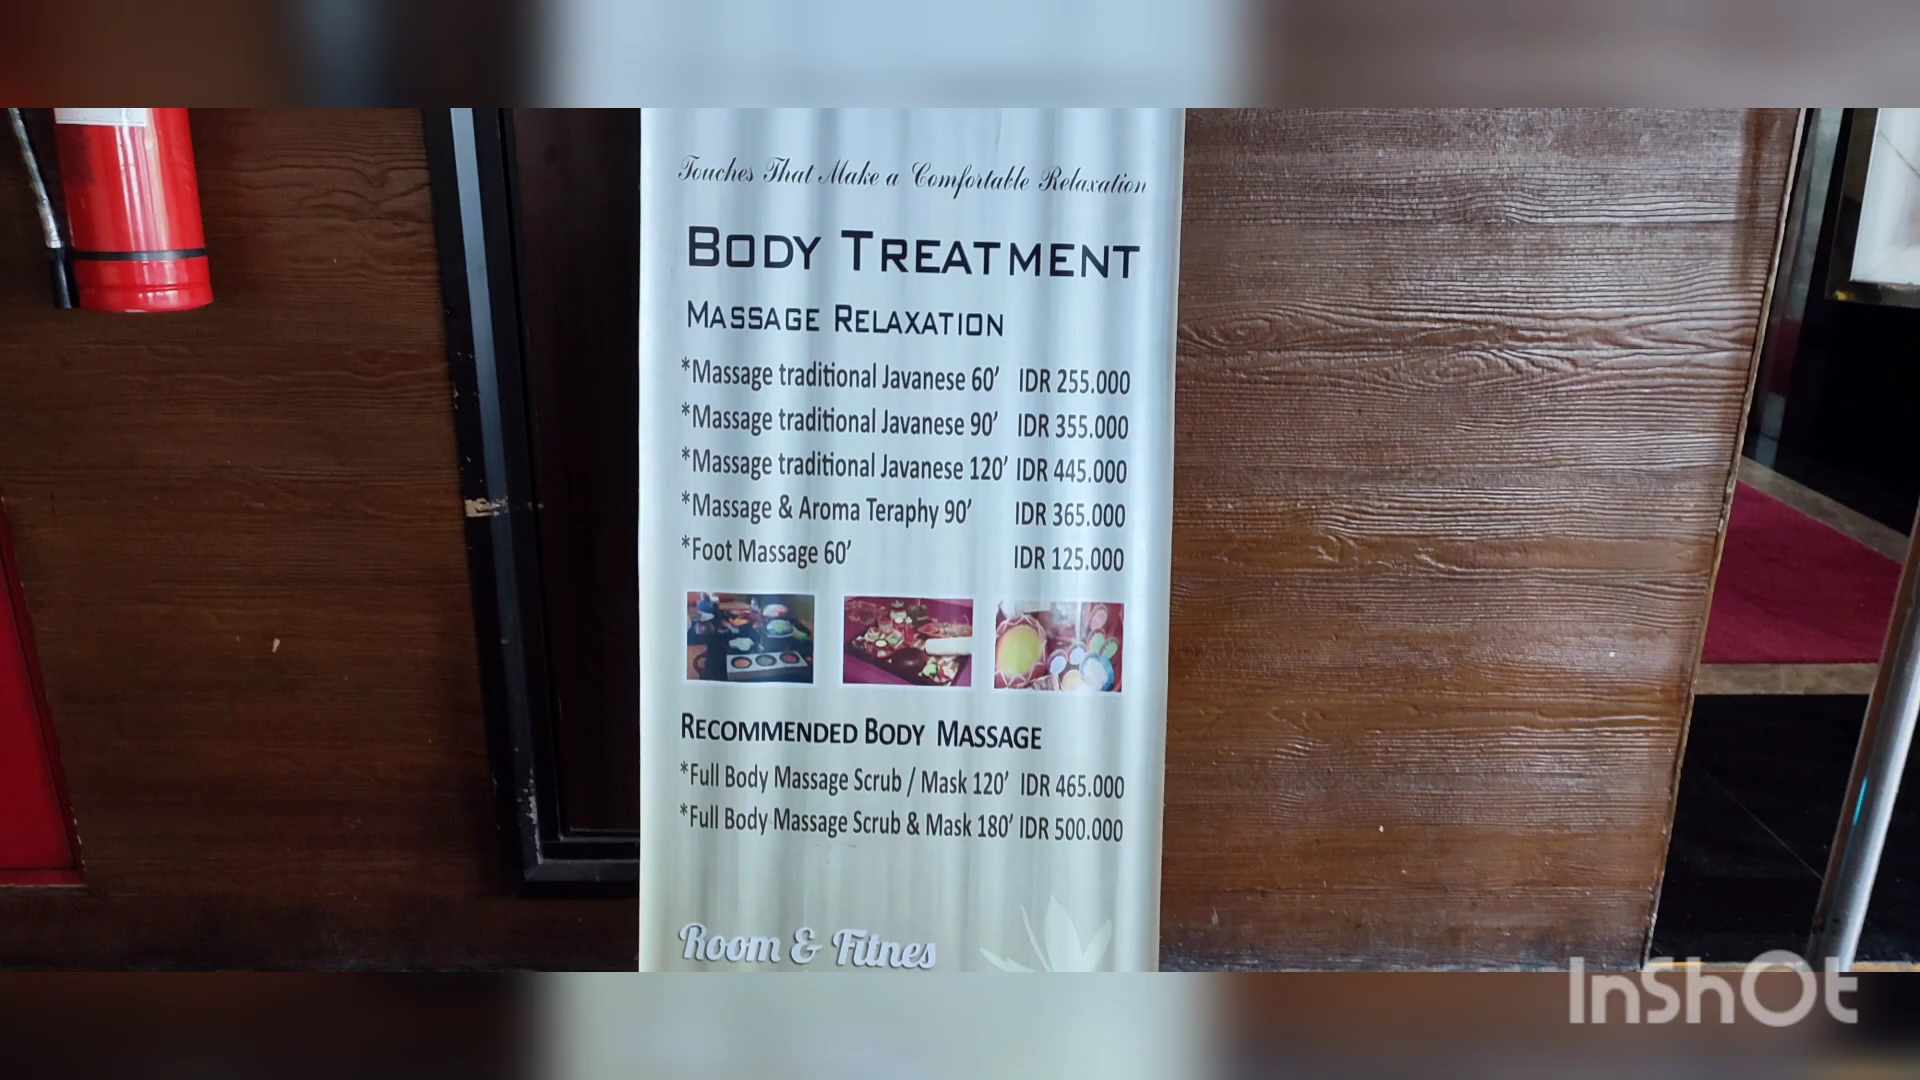 Touches That Make a Comfortable Relaxation
BODY TREATMENT
MASSAGE RELAXATION
*Massage traditional Javanese 60' IDR 255.000
*Massage traditional Javanese 90' IDR 355.000
*Massage traditional Javanese 120' IDR 445.000
*Massage & Aroma Teraphy 90' IDR 365.000
*Foot Massage 60' IDR 125.000
RECOMMENDED BODY MASSAGE
*Full Body Massage Scrub / Mask 120' IDR 465.000
*Full Body Massage Scrub & Mask 180' IDR 500.000
Room & Fitnes
InShOt